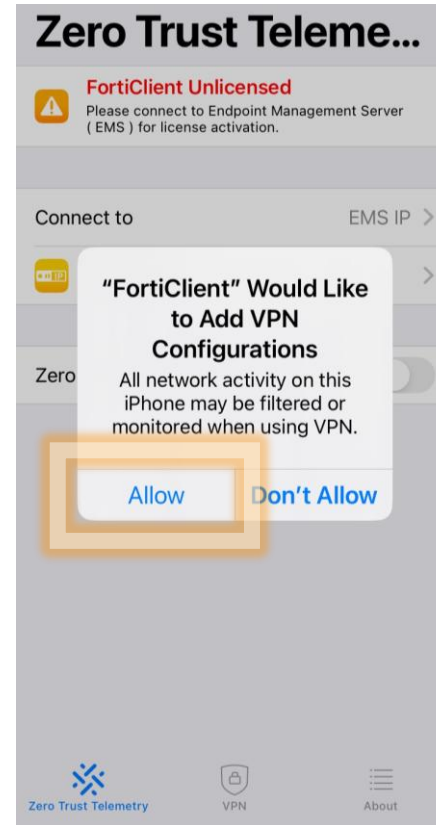 Zero Trust Teleme...
FortiClient Unlicensed
Please connect to Endpoint Management Server
( EMS ) for license activation.
Connect to EMS IP
IP
"FortiClient" Would Like
to Add VPN
Configurations
All network activity on this
iPhone may be filtered or
monitored when using VPN.
Zero
Allow Don't Allow
Zero Trust Telemetry VPN About